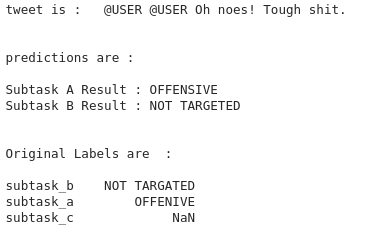 tweet is :   @USER @USER Oh noes! Tough shit.
predictions are :
Subtask A Result : OFFENSIVE
Subtask B Result : NOT TARGETED
Original Labels are  :
subtask_b    NOT TARGATED
subtask_a        OFFENIVE
subtask_c             NaN